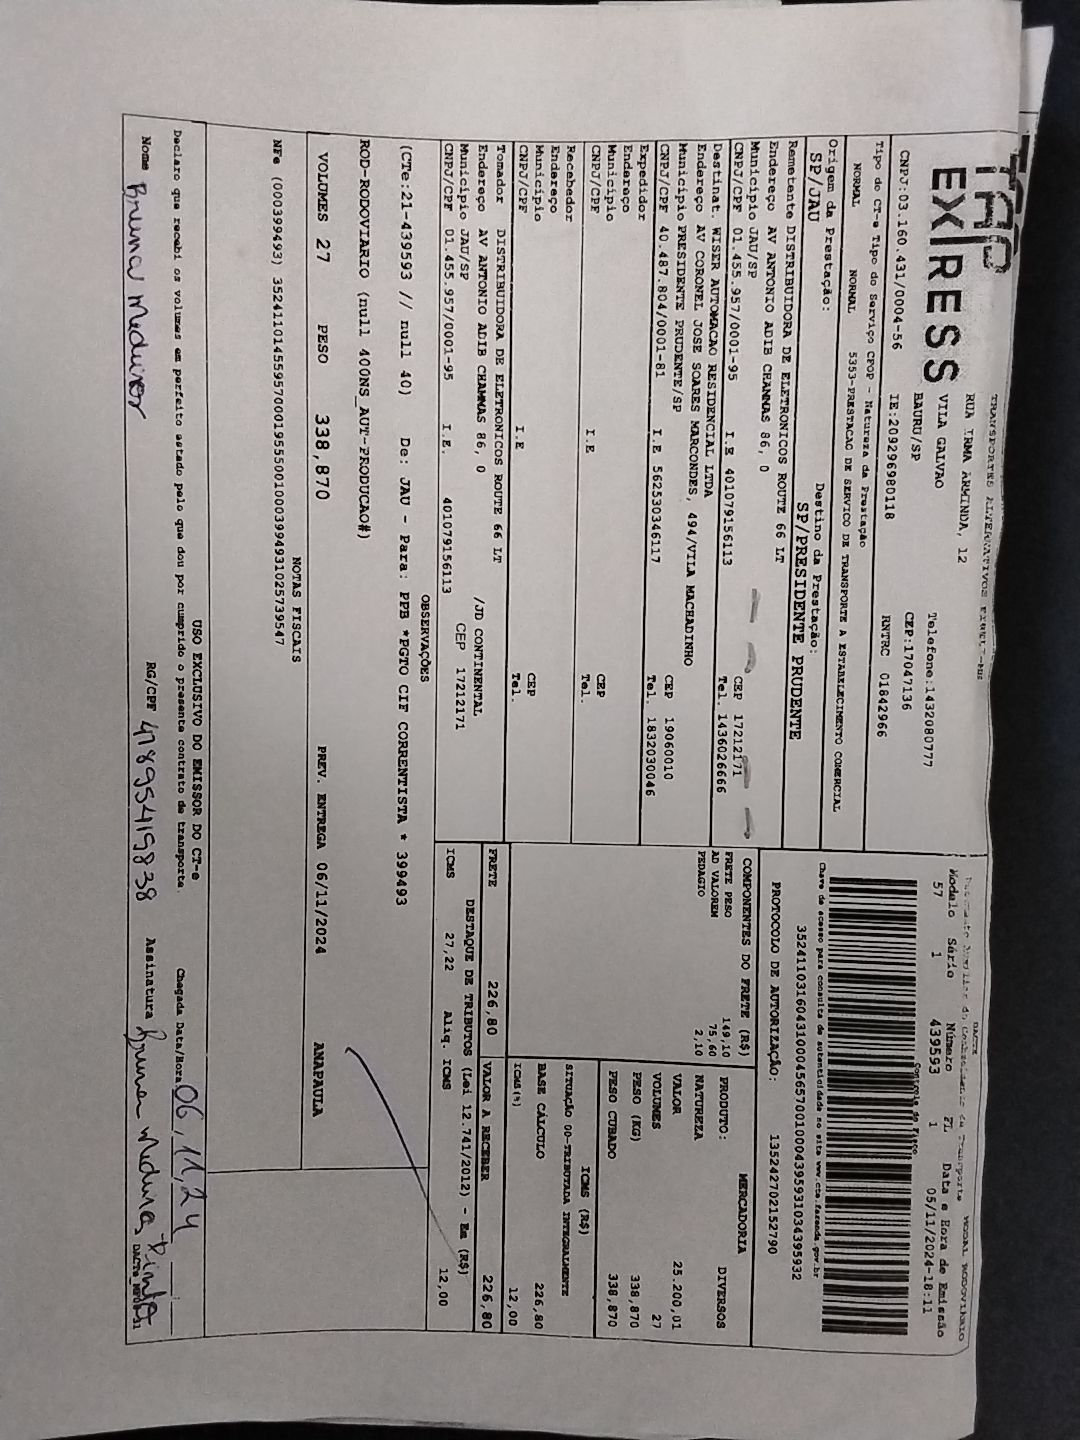 TAP
EX/RESS
TRANSPORTES ALTERNATIVOS
RUA IRMA ARMINDA, 12
VILA GALVAO
BAURU/SP
Telefone:1432080777
CEP:17047136
CNPJ:03.160.431/0004-56 IE:209296980118 RNTRC 01842966
Tipo do CT-e Tipo do Serviço CFOP - Natureza da Prestação
NORMAL NORMAL 5353-PRESTACAO DE SERVICO DE TRANSPORTE A ESTABELECIMENTO COMERCIAL
Origem da Prestação: Destino da Prestação:
SP/JAU SP/PRESIDENTE PRUDENTE
Remetente DISTRIBUIDORA DE ELETRONICOS ROUTE 66 LT
Endereço AV ANTONIO ADIB CHAMMAS 86, 0
Município JAU/SP CEP 17212171
CNPJ/CPF 01.455.957/0001-95 I.E 401079156113 Tel. 1436026666
Destinat. WISER AUTOMACAO RESIDENCIAL LTDA
Endereço AV CORONEL JOSE SOARES MARCONDES, 494/VILA MACHADINHO
Município PRESIDENTE PRUDENTE/SP CEP 19060010
CNPJ/CPF 40.487.804/0001-81 I.E 562530346117 Tel. 1832030046
Expedidor
Endereço
Município CEP
CNPJ/CPF I.E Tel.
Recebedor
Endereço
Município CEP
CNPJ/CPF I.E Tel.
Tomador DISTRIBUIDORA DE ELETRONICOS ROUTE 66 LT
Endereço AV ANTONIO ADIB CHAMMAS 86, 0 /JD CONTINENTAL
Município JAU/SP CEP 17212171
CNPJ/CPF 01.455.957/0001-95 I.E. 401079156113
DACTE MODAL RODOVIARIO
Documento Auxiliar do Conhecimento de Transporte
Modelo Série Número FL Data e Hora de Emissão
57 1 439593 1 05/11/2024-18:11
Controle do Fisco
Chave de acesso para consulta de autenticidade no site www.cte.fazenda.gov.br
35241103160431000456570010004395931034395932
PROTOCOLO DE AUTORIZAÇÃO: 135242702152790
COMPONENTES DO FRETE (R$)
FRETE PESO 149,10
AD VALOREM 75,60
PEDAGIO 2,10
MERCADORIA
PRODUTO: DIVERSOS
NATUREZA
VALOR 25.200,01
VOLUMES 27
PESO (KG) 338,870
PESO CUBADO 338,870
ICMS (R$)
SITUAÇÃO 00-TRIBUTADA INTEGRALMENTE
BASE CÁLCULO 226,80
ICMS(%) 12,00
FRETE 226,80 VALOR A RECEBER 226,80
DESTAQUE DE TRIBUTOS (Lei 12.741/2012) - Em (R$)
ICMS 27,22 Aliq. ICMS 12,00
OBSERVAÇÕES
(CTe:21-439593 // null 40) De: JAU - Para: PPB *PGTO CIF CORRENTISTA * 399493
ROD-RODOVIARIO (null 400NS_AUT-PRODUCAO#)
VOLUMES 27 PESO 338,870 PREV. ENTREGA 06/11/2024 ANAPAULA
NOTAS FISCAIS
NFe (000399493) 35241101455957000195550010003994931025739547
USO EXCLUSIVO DO EMISSOR DO CT-e
Declaro que recebi os volumes em perfeito estado pelo que dou por cumprido o presente contrato de transporte. Chegada Data/Hora 06/11/24
Nome Bruna Medeiros RG/CPF 41895419838 Assinatura Bruna Medeiros Pinto